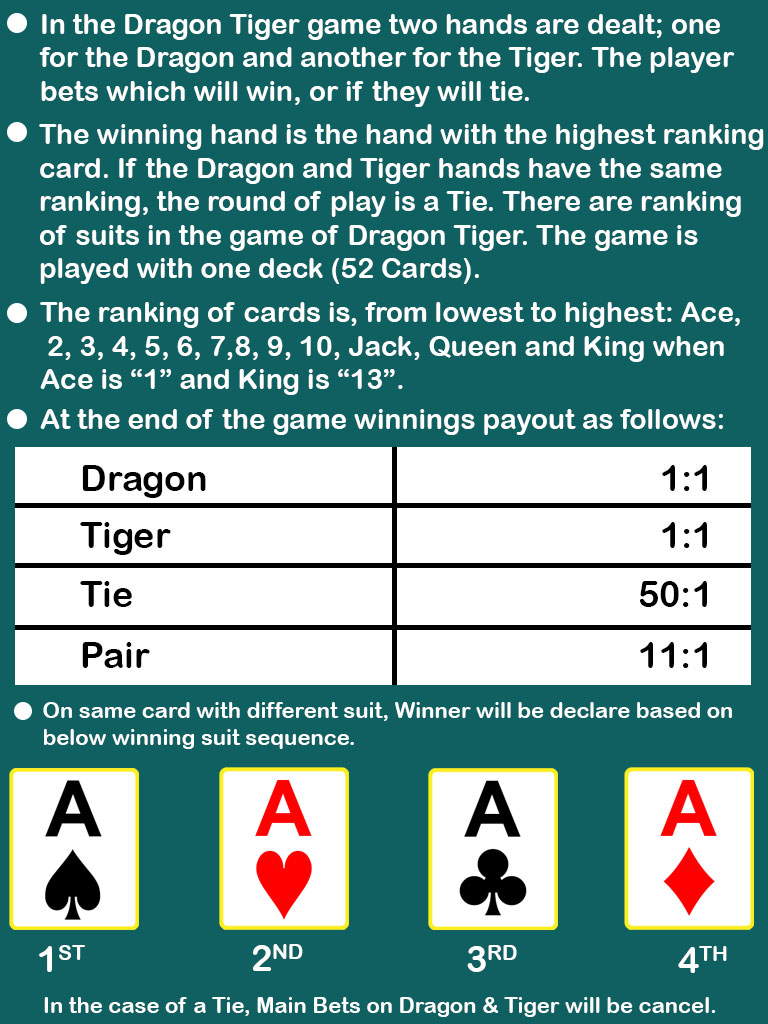 In the Dragon Tiger game two hands are dealt; one
for the Dragon and another for the Tiger. The player
bets which will win, or if they will tie.
The winning hand is the hand with the highest ranking
card. If the Dragon and Tiger hands have the same
ranking, the round of play is a Tie. There are ranking
of suits in the game of Dragon Tiger. The game is
played with one deck (52 Cards).
The ranking of cards is, from lowest to highest: Ace,
2, 3, 4, 5, 6, 7,8, 9, 10, Jack, Queen and King when
Ace is “1” and King is “13”.
At the end of the game winnings payout as follows:
Dragon 1:1
Tiger 1:1
Tie 50:1
Pair 11:1
On same card with different suit, Winner will be declare based on
below winning suit sequence.
A A A A
1ST 2ND 3RD 4TH
In the case of a Tie, Main Bets on Dragon & Tiger will be cancel.